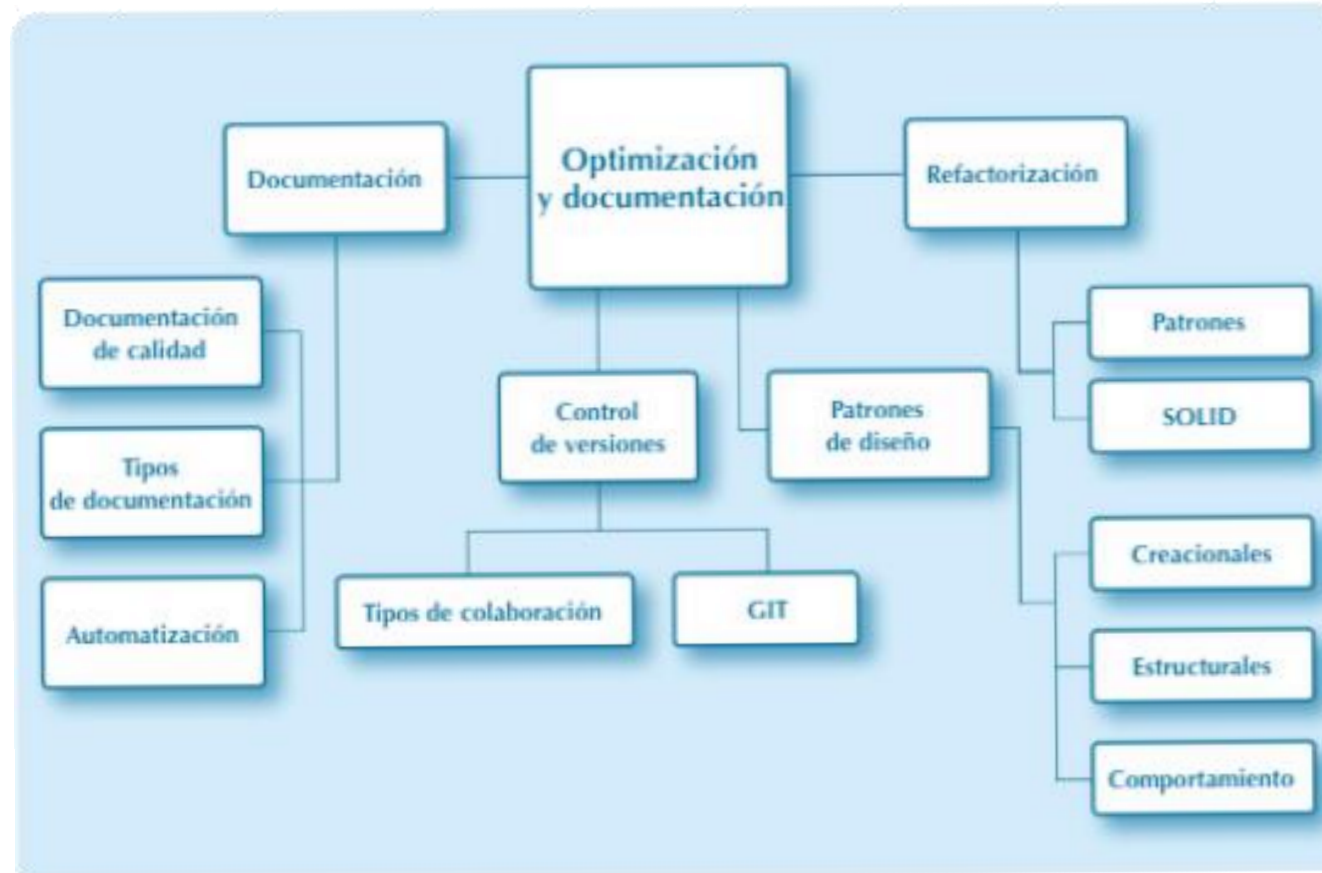 Optimización
y documentación
Documentación
Refactorización
Documentación
de calidad
Tipos
de documentación
Automatización
Control
de versiones
Tipos de colaboración
GIT
Patrones
de diseño
Patrones
SOLID
Creacionales
Estructurales
Comportamiento